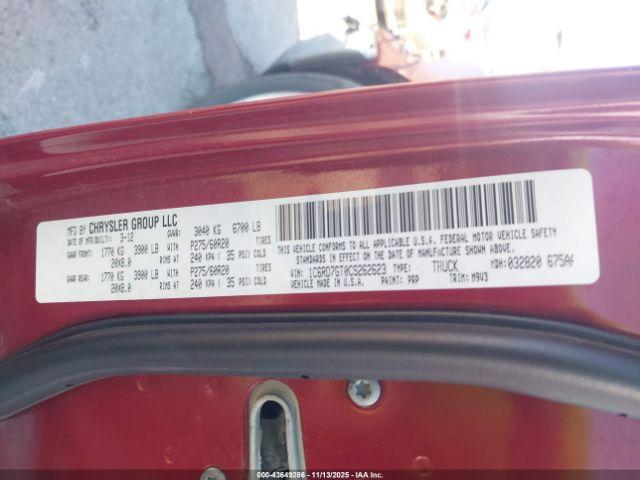 MFD BY CHRYSLER GROUP LLC
DATE OF MFR(BUILT): 3-12 GVWR: 3040 KG 6700 LB
GAWR FRONT: 1770 KG 3900 LB WITH P275/60R20 TIRES
20X8.0 RIMS AT 240 KPA ( 35 PSI) COLD
GAWR REAR: 1770 KG 3900 LB WITH P275/60R20 TIRES
20X8.0 RIMS AT 240 KPA ( 35 PSI) COLD
THIS VEHICLE CONFORMS TO ALL APPLICABLE U.S.A. FEDERAL MOTOR VEHICLE SAFETY
STANDARDS IN EFFECT ON THE DATE OF MANUFACTURE SHOWN ABOVE.
VIN: 1C6RD7GT0CS262623 TYPE: TRUCK MDH: 032820 675A
VEHICLE MADE IN U.S.A. PAINT: PRP TRIM: M9V3
000-43649286 - 11/13/2025 - IAAI.COM